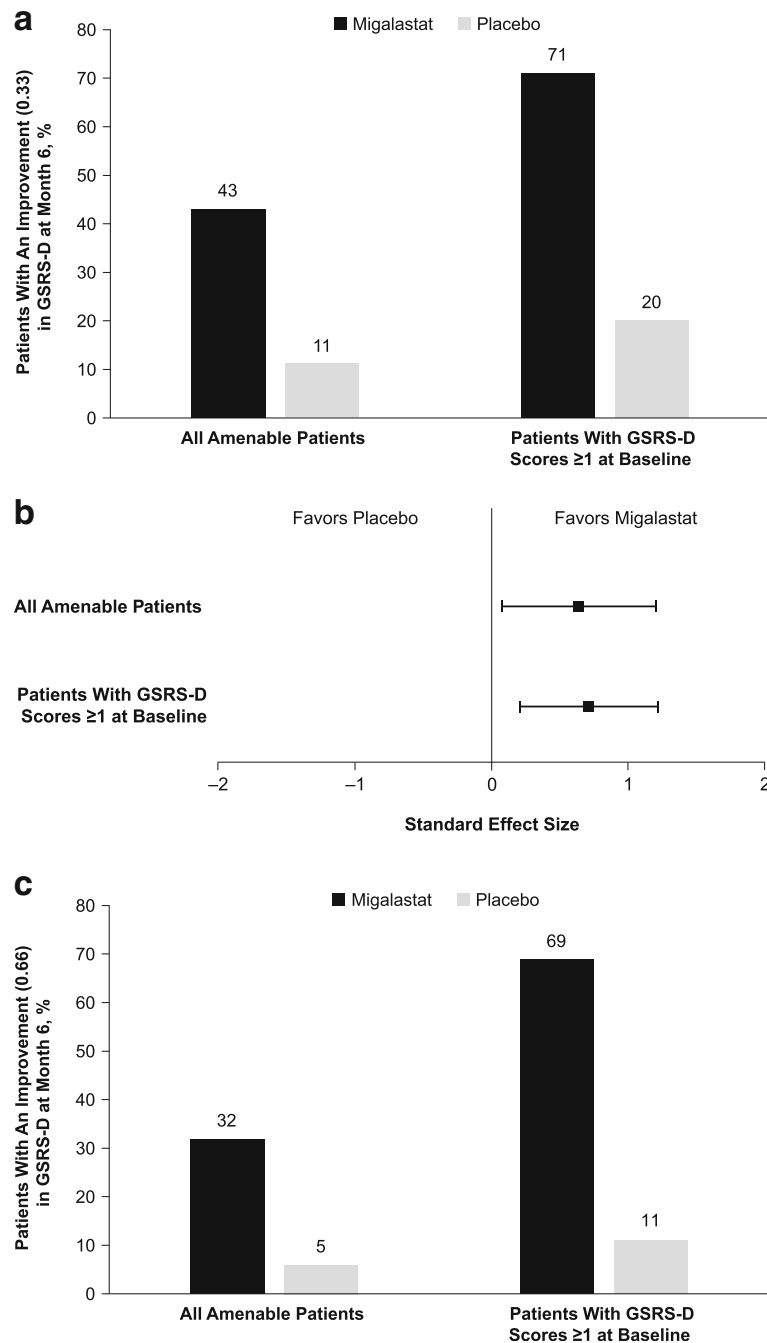 a
Migalastat Placebo
Patients With An Improvement (0.33)
in GSRS-D at Month 6, %
80
70
60
50
40
30
20
10
0
43
11
71
20
All Amenable Patients
Patients With GSRS-D
Scores ≥1 at Baseline
b
Favors Placebo Favors Migalastat
All Amenable Patients
Patients With GSRS-D
Scores ≥1 at Baseline
–2 –1 0 1 2
Standard Effect Size
c
Migalastat Placebo
Patients With An Improvement (0.66)
in GSRS-D at Month 6, %
80
70
60
50
40
30
20
10
0
32
5
69
11
All Amenable Patients
Patients With GSRS-D
Scores ≥1 at Baseline